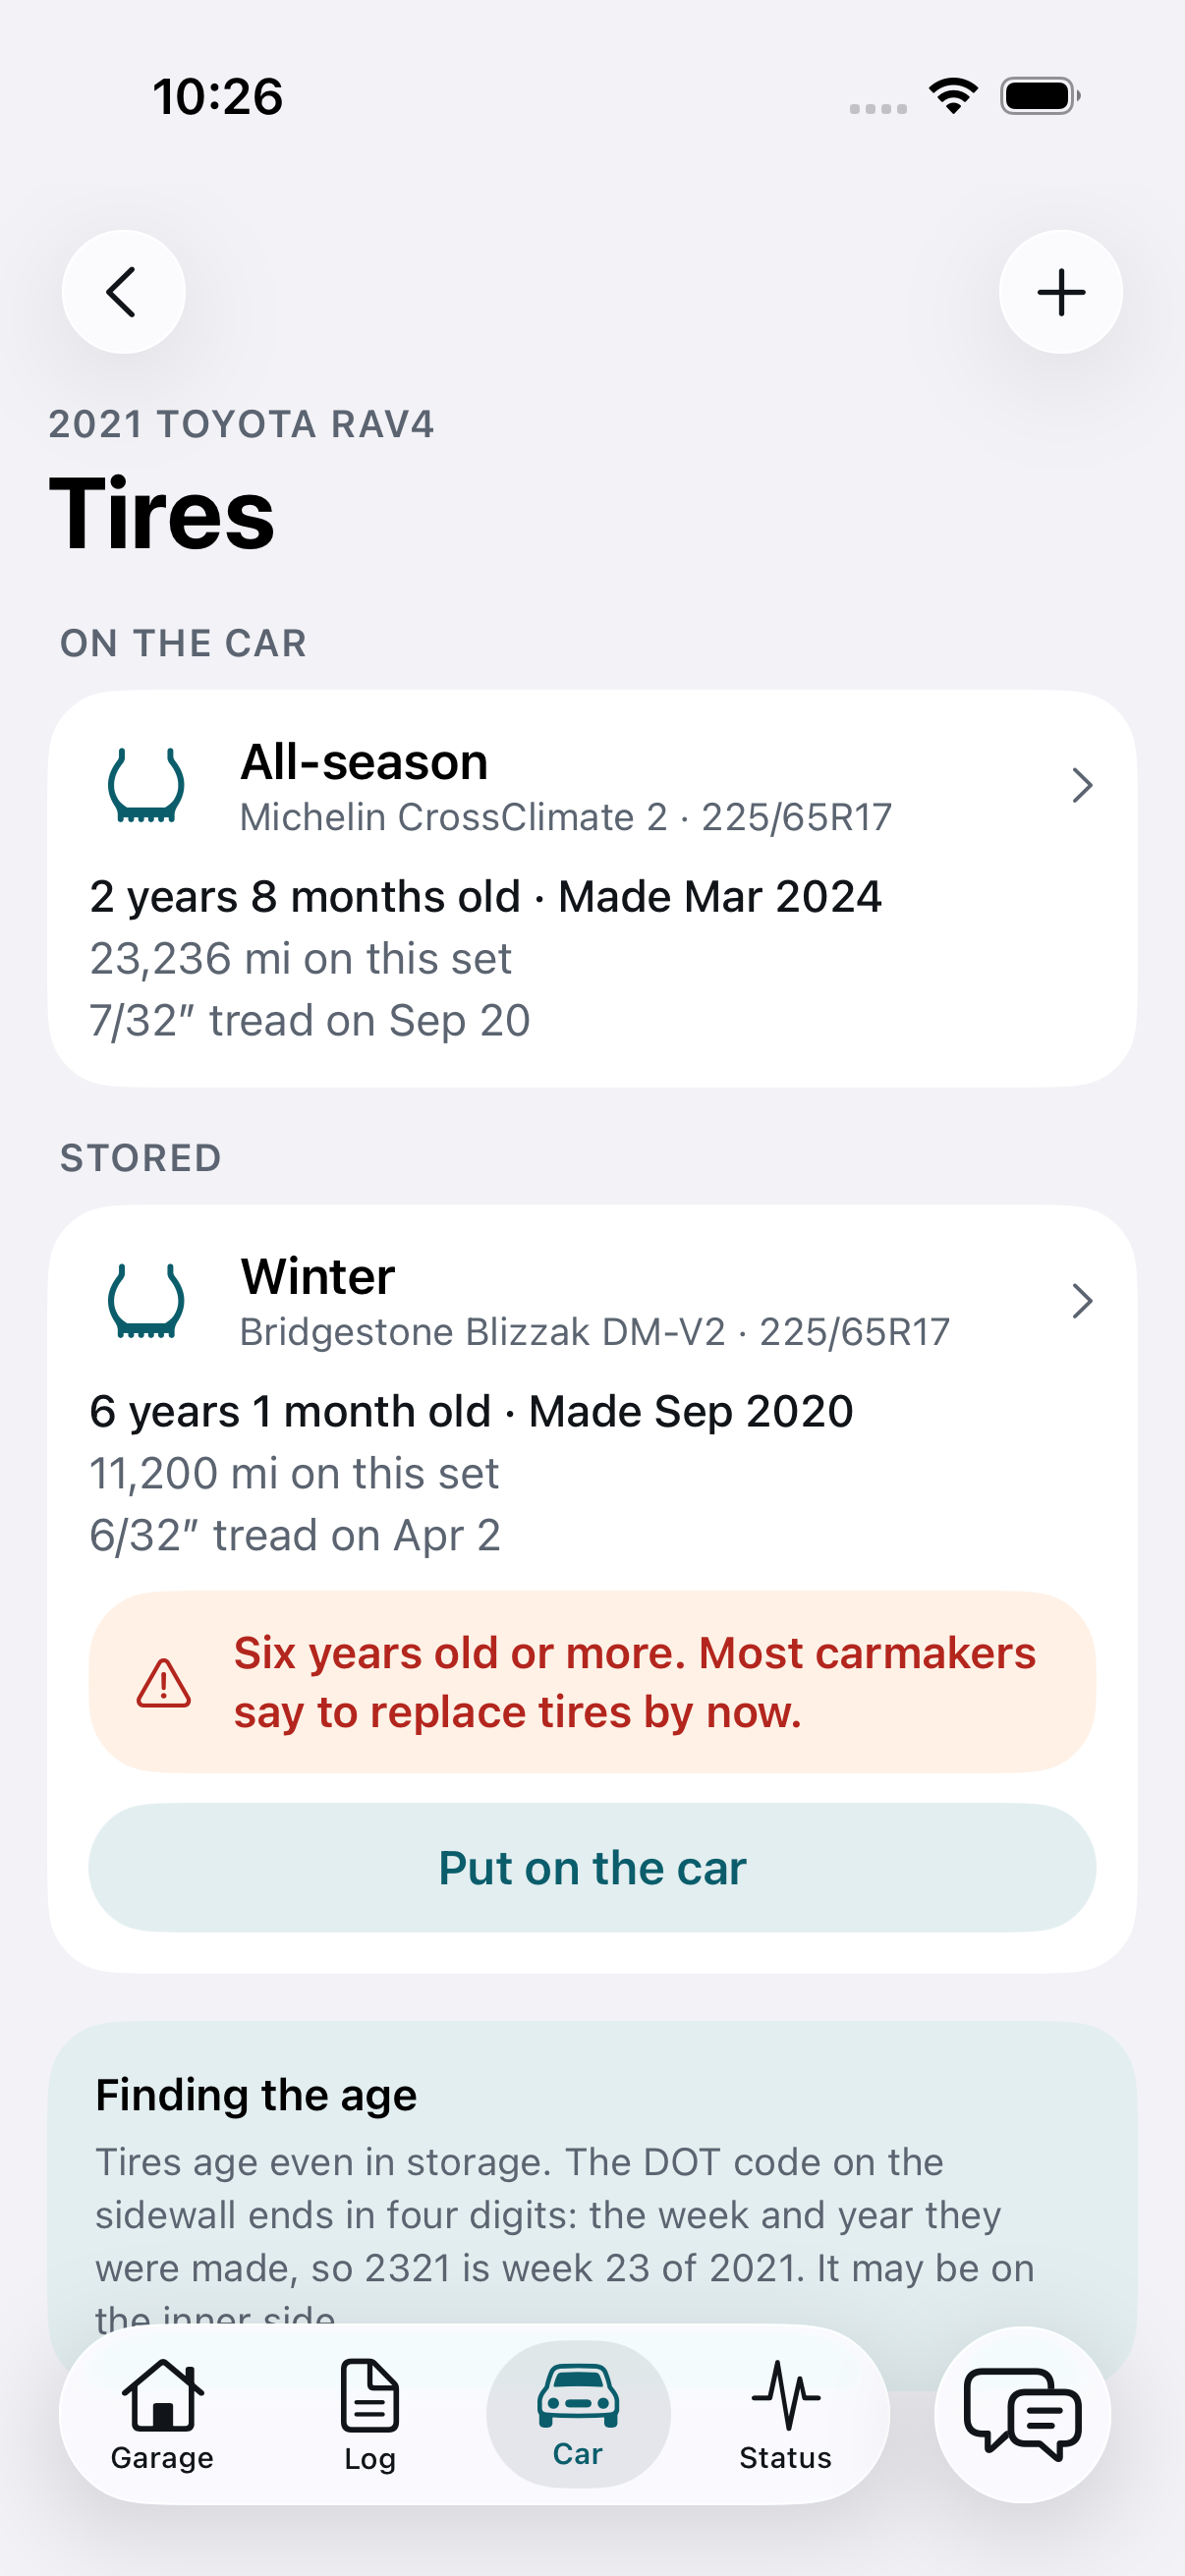 10:26
2021 TOYOTA RAV4
Tires
ON THE CAR
All-season
Michelin CrossClimate 2 · 225/65R17
2 years 8 months old · Made Mar 2024
23,236 mi on this set
7/32″ tread on Sep 20
STORED
Winter
Bridgestone Blizzak DM-V2 · 225/65R17
6 years 1 month old · Made Sep 2020
11,200 mi on this set
6/32″ tread on Apr 2
Six years old or more. Most carmakers
say to replace tires by now.
Put on the car
Finding the age
Tires age even in storage. The DOT code on the
sidewall ends in four digits: the week and year they
were made, so 2321 is week 23 of 2021. It may be on
the inner side.
Garage
Log
Car
Status